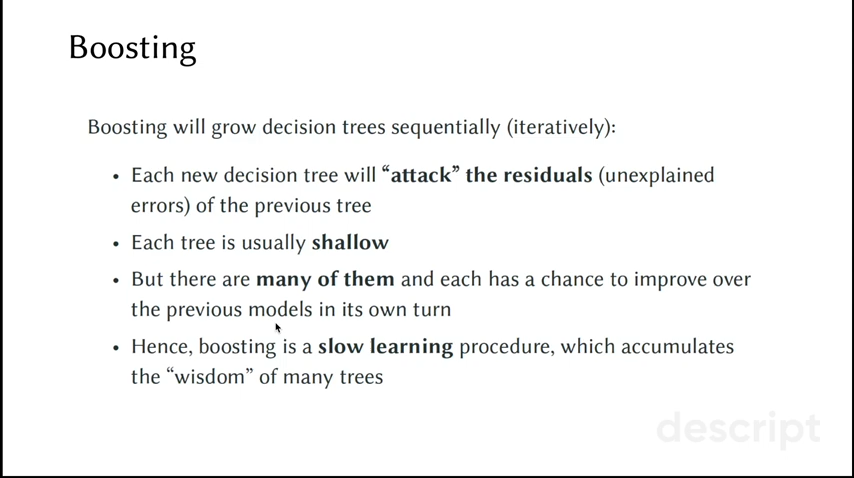 Boosting
Boosting will grow decision trees sequentially (iteratively):
• Each new decision tree will “attack” the residuals (unexplained
errors) of the previous tree
• Each tree is usually shallow
• But there are many of them and each has a chance to improve over
the previous models in its own turn
• Hence, boosting is a slow learning procedure, which accumulates
the “wisdom” of many trees
descript